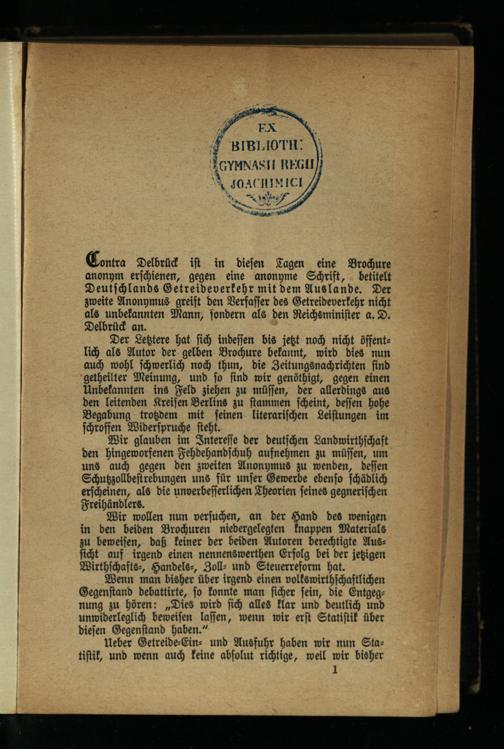 EX
BIBLIOTH:
GYMNASII REGII
JOACHIMICI
Contra Delbrück ist in diesen Tagen eine Brochure
anonym erschienen, gegen eine anonyme Schrift, betitelt
Deutschlands Getreideverkehr mit dem Auslande. Der
zweite Anonymus greift den Verfasser des Getreideverkehr nicht
als unbekannten Mann, sondern als den Reichsminister a. D.
Delbrück an.
Der Letztere hat sich indessen bis jetzt noch nicht öffent-
lich als Autor der gelben Brochure bekannt, wird dies nun
auch wohl schwerlich noch thun, die Zeitungsnachrichten sind
getheilter Meinung, und so sind wir genöthigt, gegen einen
Unbekannten ins Feld ziehen zu müssen, der allerdings aus
den leitenden Kreisen Berlins zu stammen scheint, dessen hohe
Begabung trotzdem mit seinen literarischen Leistungen im
schroffen Widerspruche steht.
Wir glauben im Interesse der deutschen Landwirthschaft
den hingeworfenen Fehdehandschuh aufnehmen zu müssen, um
uns auch gegen den zweiten Anonymus zu wenden, dessen
Schutzzollbestrebungen uns für unser Gewerbe ebenso schädlich
erscheinen, als die unverbesserlichen Theorien seines gegnerischen
Freihändlers.
Wir wollen nun versuchen, an der Hand des wenigen
in den beiden Brochuren niedergelegten knappen Materials
zu beweisen, daß keiner der beiden Autoren berechtigte Aus-
sicht auf irgend einen nennenswerthen Erfolg bei der jetzigen
Wirthschafts-, Handels-, Zoll- und Steuerreform hat.
Wenn man bisher über irgend einen volkswirthschaftlichen
Gegenstand debattirte, so konnte man sicher sein, die Entgeg-
nung zu hören: „Dies wird sich alles klar und deutlich und
unwiderleglich beweisen lassen, wenn wir erst Statistik über
diesen Gegenstand haben.“
Ueber Getreide-Ein- und Ausfuhr haben wir nun Sta-
tistik, und wenn auch keine absolut richtige, weil wir bisher
1